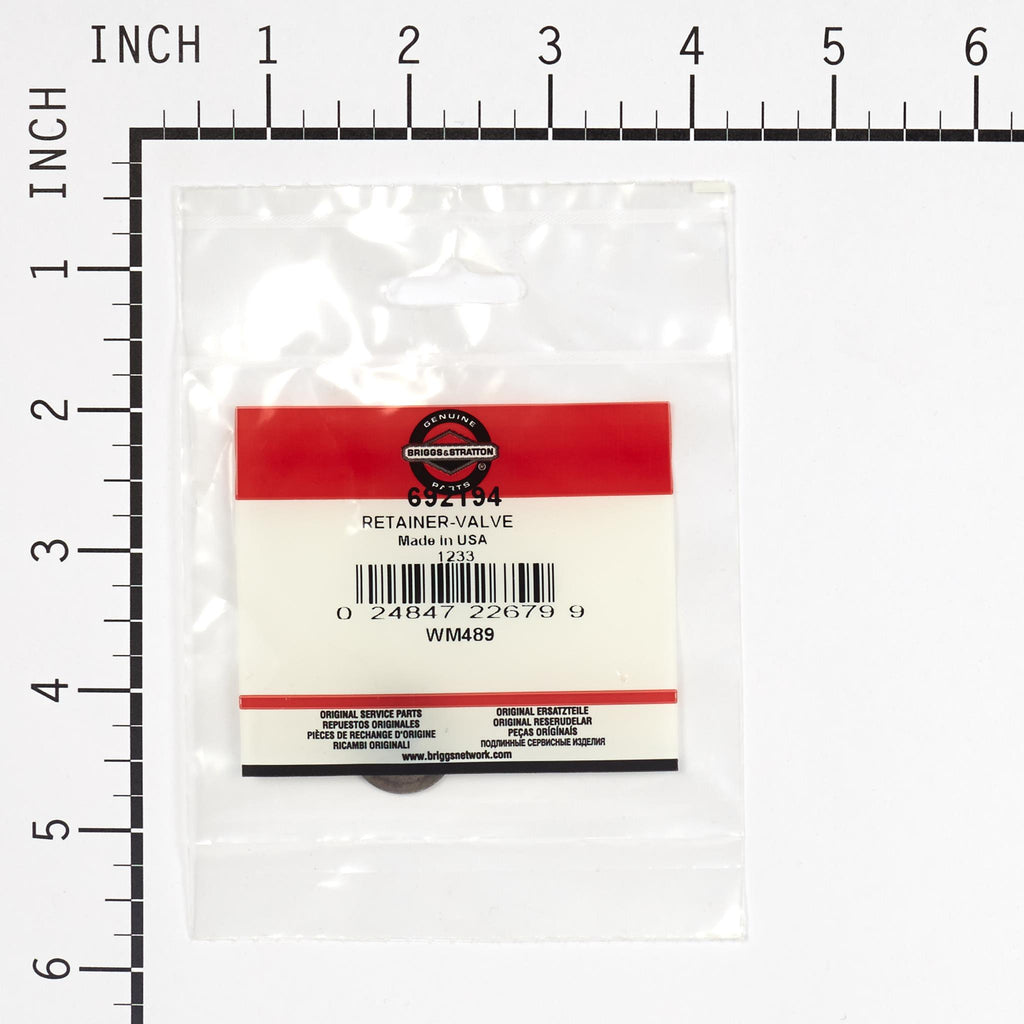 INCH 1 2 3 4 5 6
INCH
1
2
3
4
5
6
GENUINE
BRIGGS&STRATTON
®
PARTS
692194
RETAINER-VALVE
Made in USA
1233
0 24847 22679 9
WM489
ORIGINAL SERVICE PARTS
REPUESTOS ORIGINALES
PIÈCES DE RECHANGE D'ORIGINE
RICAMBI ORIGINALI
ORIGINAL ERSATZTEILE
ORIGINAL RESERUDELAR
PEÇAS ORIGINAIS
ПОДЛИННЫЕ СЕРВИСНЫЕ ИЗДЕЛИЯ
www.briggsnetwork.com